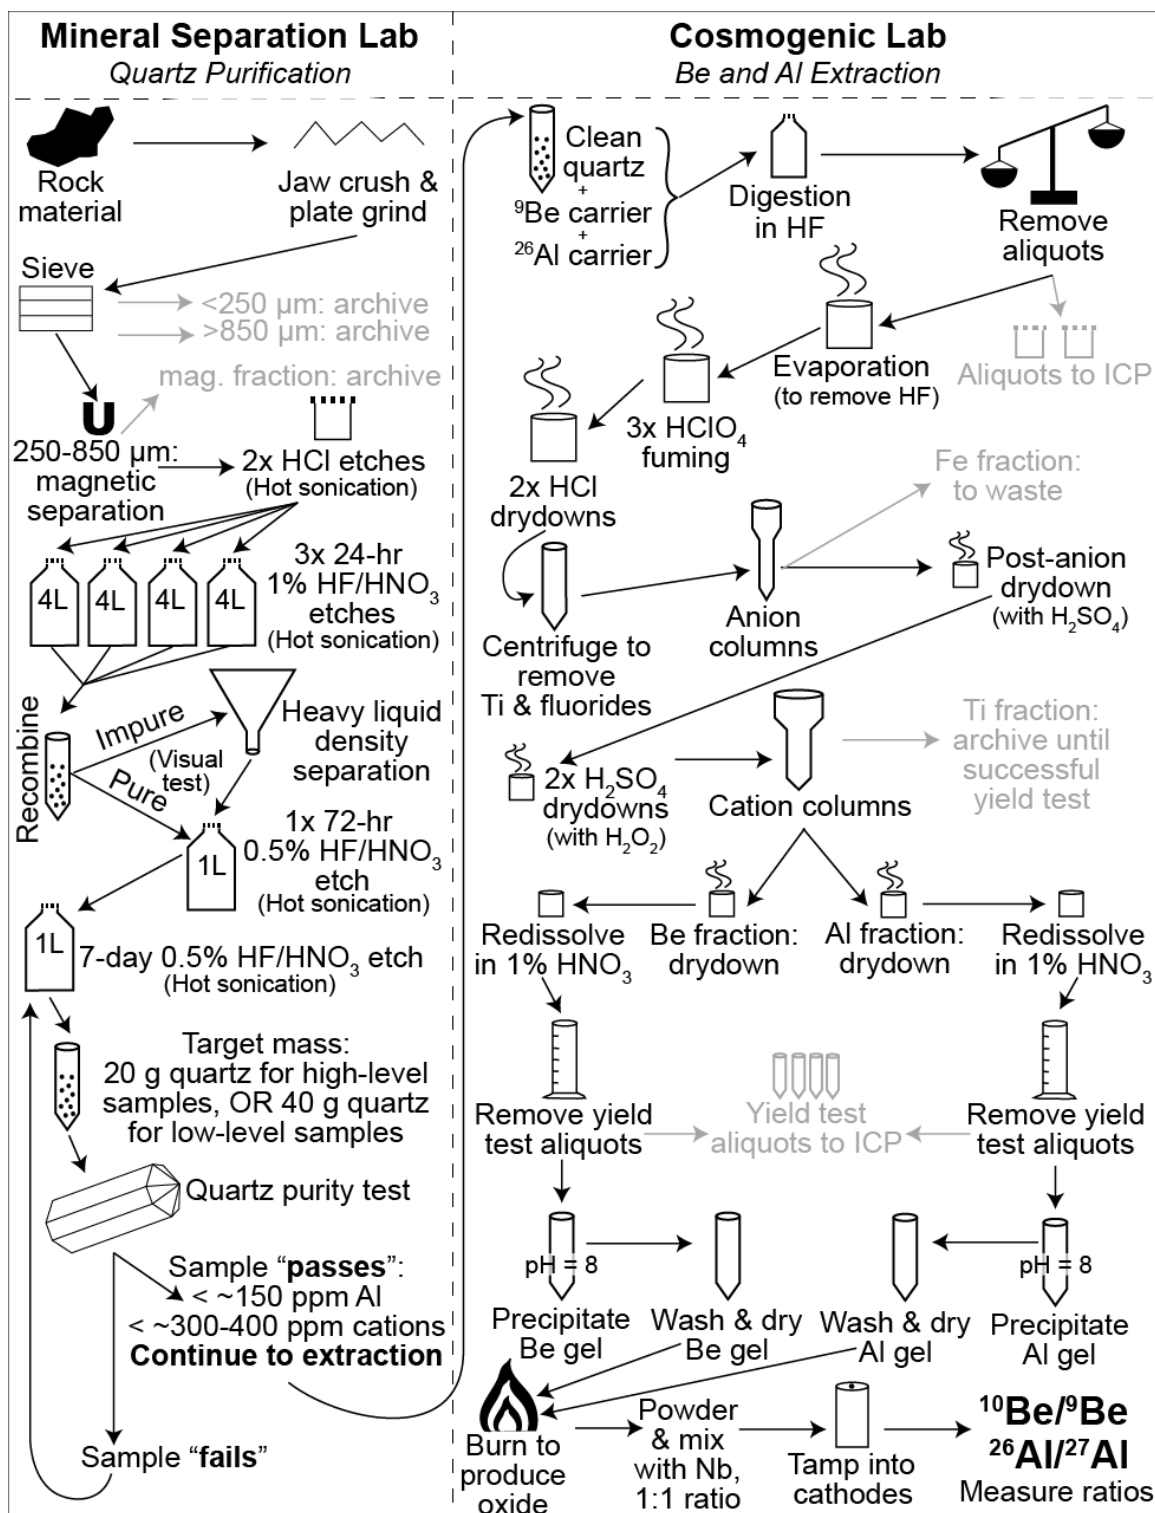 Mineral Separation Lab
Quartz Purification
Rock
material
Jaw crush &
plate grind
Sieve
<250 µm: archive
>850 µm: archive
mag. fraction: archive
250-850 µm:
magnetic
separation
2x HCl etches
(Hot sonication)
4L
4L
4L
4L
3x 24-hr
1% HF/HNO₃
etches
(Hot sonication)
Recombine
Impure
(Visual
test)
Pure
Heavy liquid
density
separation
1L
1x 72-hr
0.5% HF/HNO₃
etch
(Hot sonication)
1L
7-day 0.5% HF/HNO₃ etch
(Hot sonication)
Target mass:
20 g quartz for high-level
samples, OR 40 g quartz
for low-level samples
Quartz purity test
Sample “passes”:
< ~150 ppm Al
< ~300-400 ppm cations
Continue to extraction
Sample “fails”
Cosmogenic Lab
Be and Al Extraction
Clean
quartz
+
⁹Be carrier
+
²⁶Al carrier
Digestion
in HF
Remove
aliquots
Aliquots to ICP
Evaporation
(to remove HF)
3x HClO₄
fuming
2x HCl
drydowns
Centrifuge to
remove
Ti & fluorides
Anion
columns
Fe fraction:
to waste
Post-anion
drydown
(with H₂SO₄)
2x H₂SO₄
drydowns
(with H₂O₂)
Cation columns
Ti fraction:
archive until
successful
yield test
Be fraction:
drydown
Redissolve
in 1% HNO₃
Al fraction:
drydown
Redissolve
in 1% HNO₃
Remove yield
test aliquots
Yield test
aliquots to ICP
Remove yield
test aliquots
pH = 8
Precipitate
Be gel
Wash & dry
Be gel
Wash & dry
Al gel
pH = 8
Precipitate
Al gel
Burn to
produce
oxide
Powder
& mix
with Nb,
1:1 ratio
Tamp into
cathodes
¹⁰Be/⁹Be
²⁶Al/²⁷Al
Measure ratios